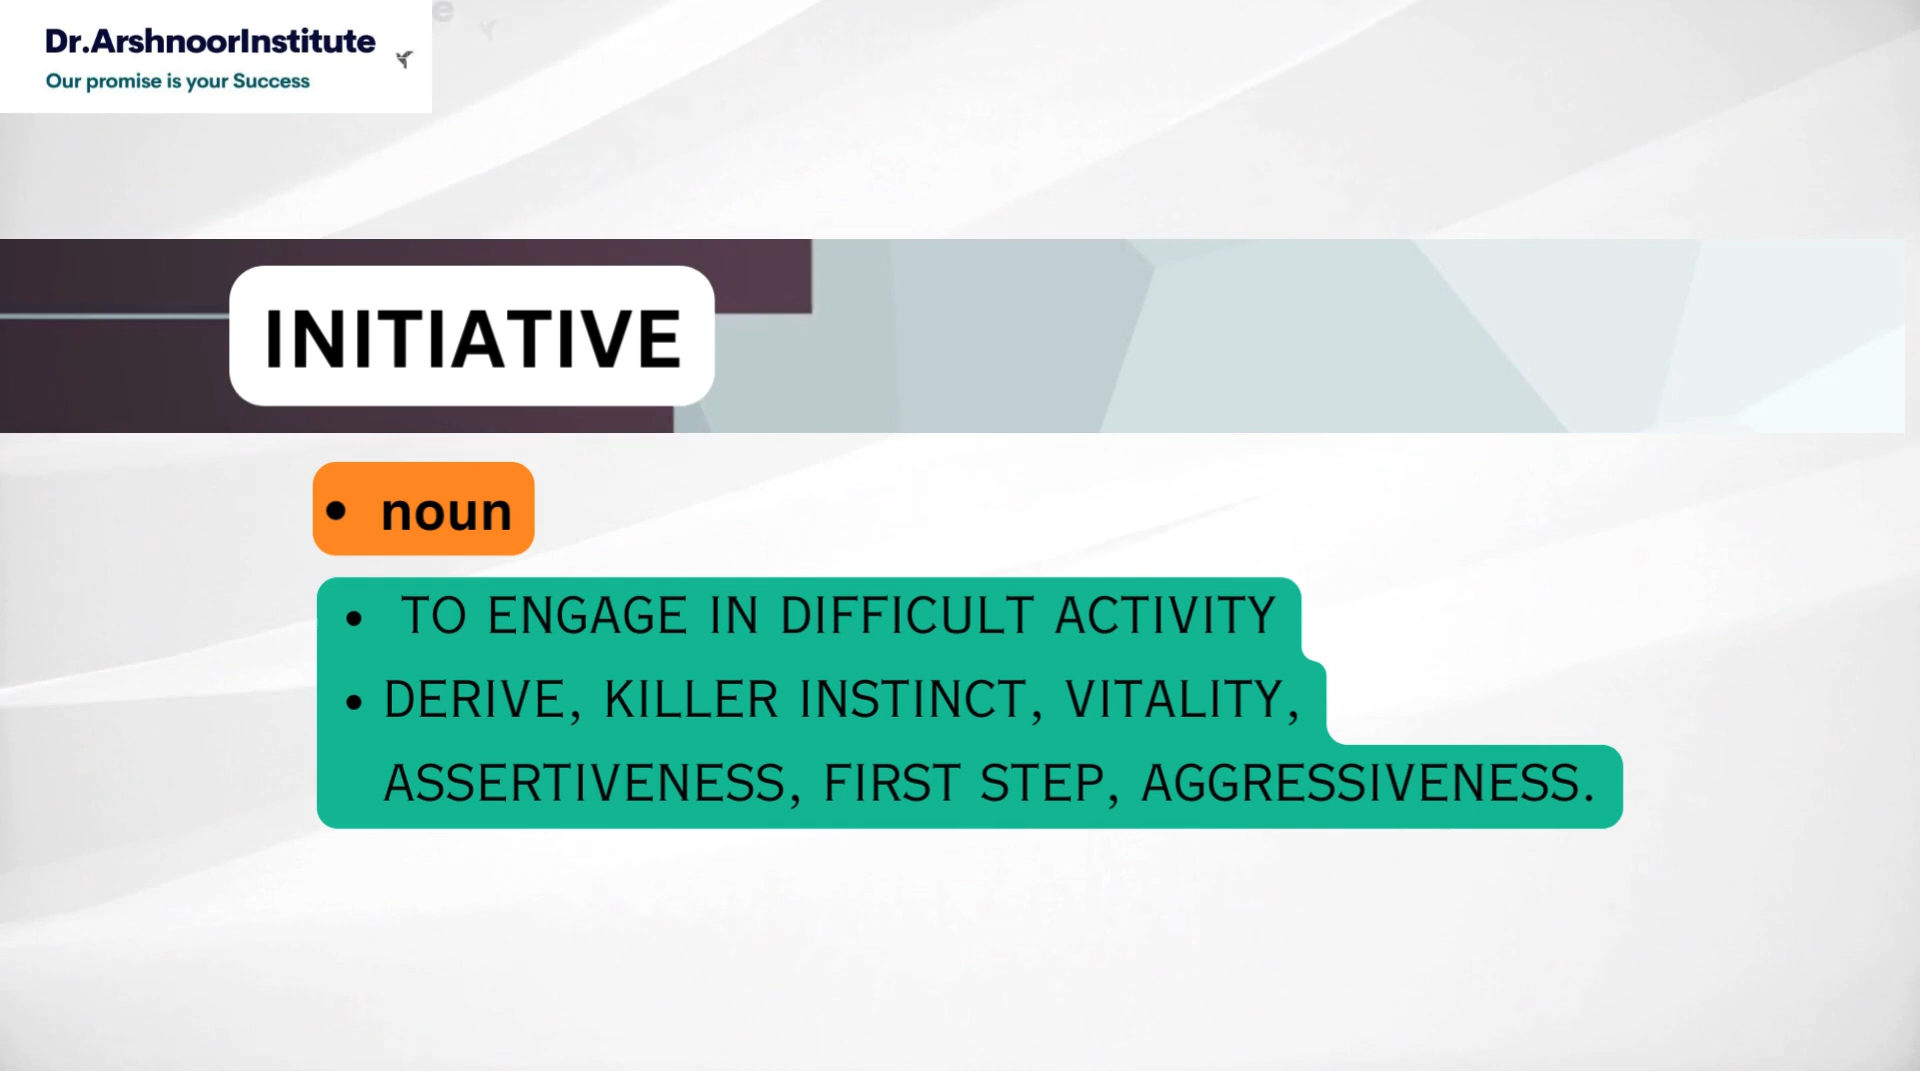 Dr.ArshnoorInstitute
Our promise is your Success
INITIATIVE
• noun
• TO ENGAGE IN DIFFICULT ACTIVITY
• DERIVE, KILLER INSTINCT, VITALITY,
ASSERTIVENESS, FIRST STEP, AGGRESSIVENESS.